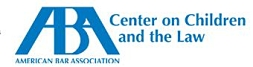 ABA
AMERICAN BAR ASSOCIATION
Center on Children
and the Law